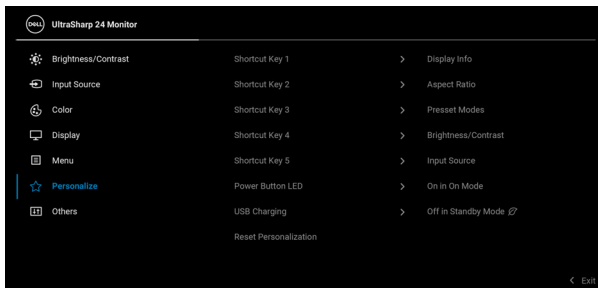 DELL UltraSharp 24 Monitor
Brightness/Contrast Shortcut Key 1 > Display Info
Input Source Shortcut Key 2 > Aspect Ratio
Color Shortcut Key 3 > Presset Modes
Display Shortcut Key 4 > Brightness/Contrast
Menu Shortcut Key 5 > Input Source
Personalize Power Button LED > On in On Mode
Others USB Charging > Off in Standby Mode
Reset Personalization
< Exit